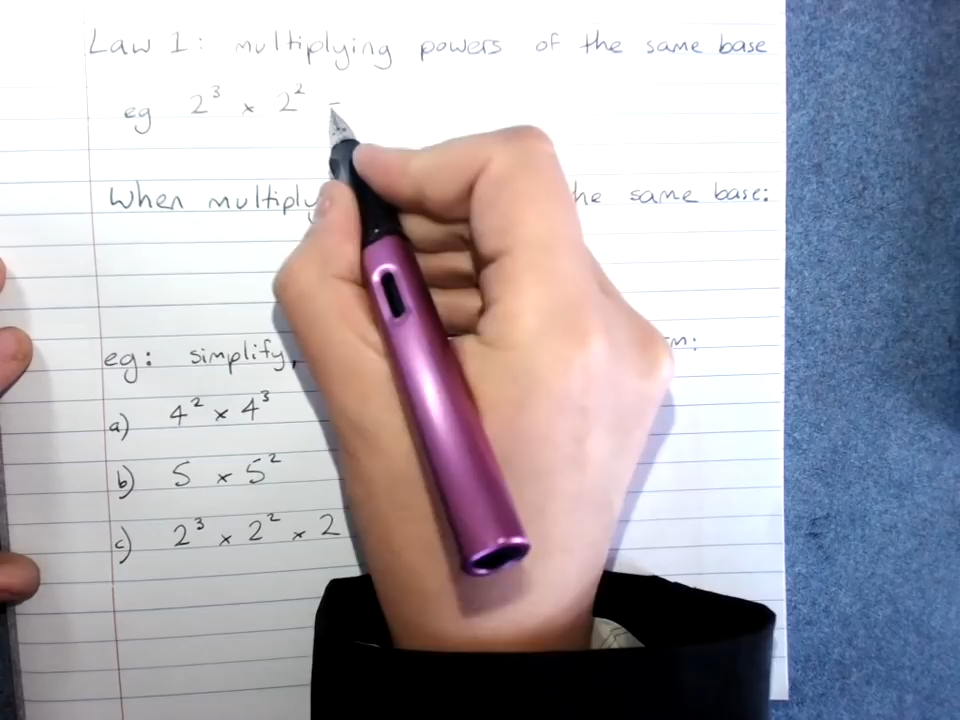 Law 1: multiplying powers of the same base
eg 2³ × 2² -
When multiply the same base:
eg: simplify,
a) 4² × 4³
b) 5 × 5²
c) 2³ × 2² × 2